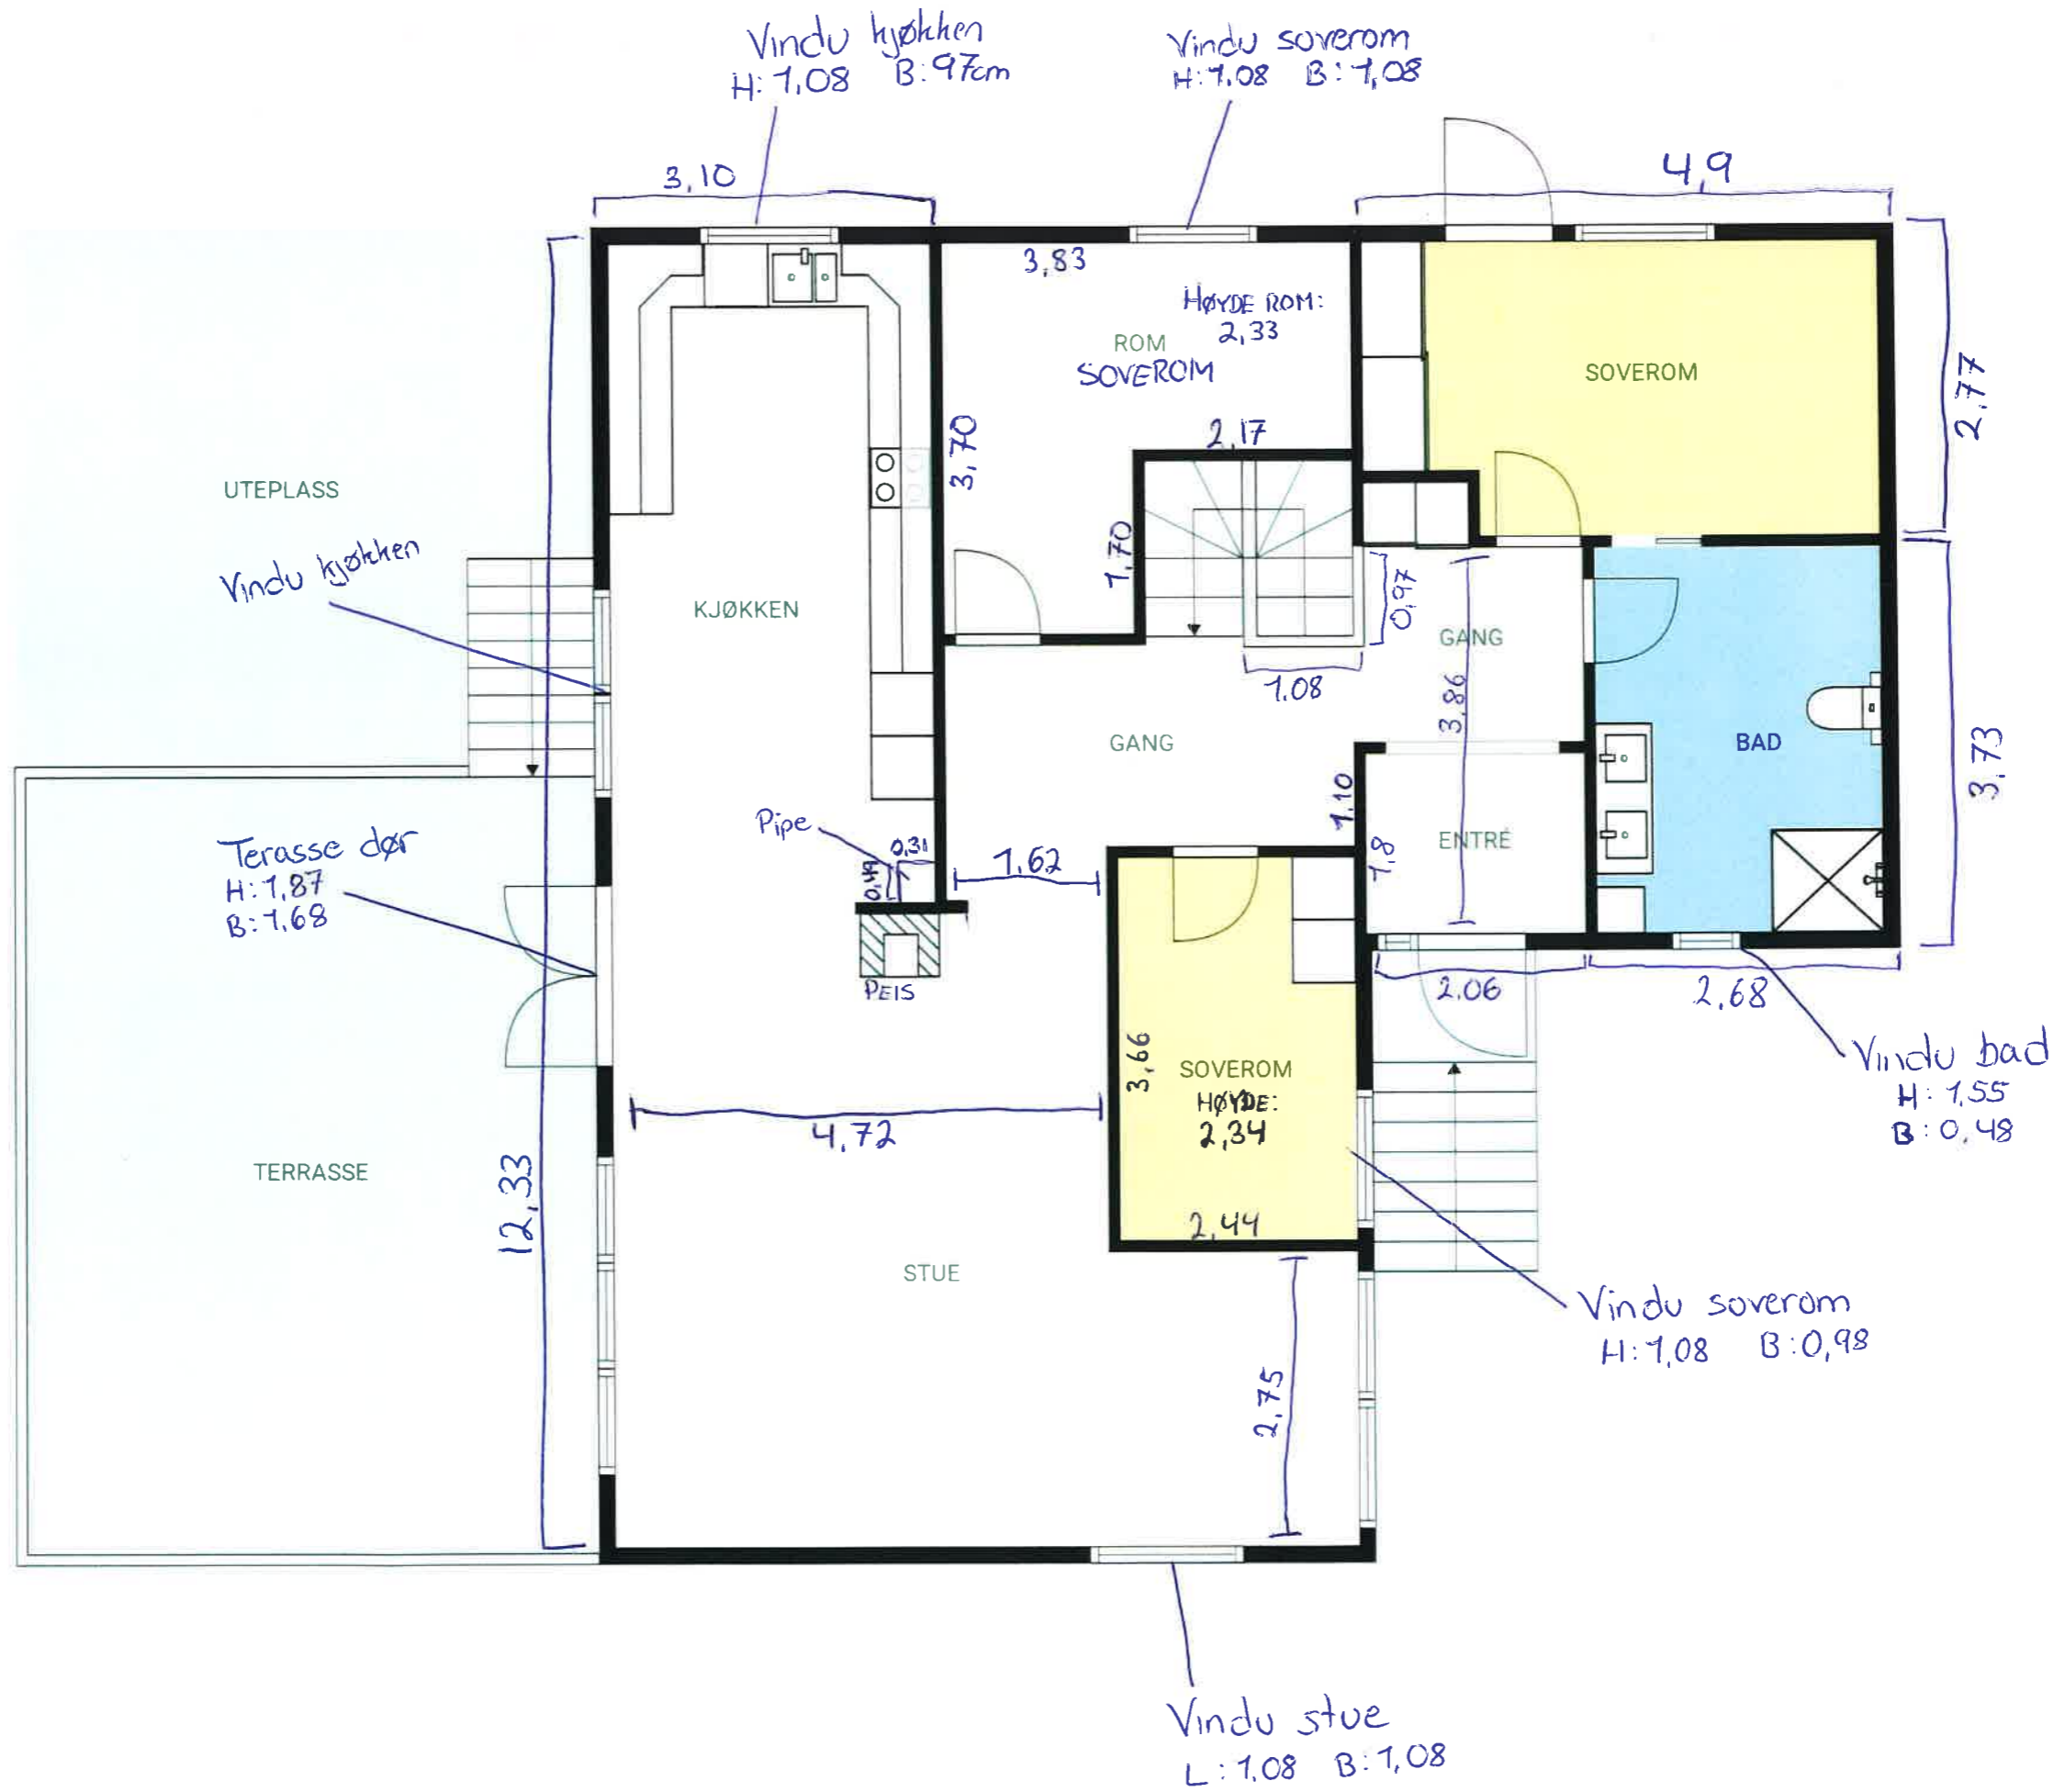 Vindu kjøkken
H: 1,08 B: 97cm
Vindu soverom
H: 1.08 B: 1,08
3,10
4,9
3,83
HØYDE ROM:
2,33
ROM
SOVEROM
SOVEROM
2,77
2,17
3,70
UTEPLASS
1,70
Vindu kjøkken
0,97
KJØKKEN
GANG
1.08
3,86
GANG
BAD
3,73
1,10
Pipe
0,31
Terasse dør
H: 1,87
B: 1,68
1,62
1,8
ENTRÉ
PEIS
2.06
2,68
Vindu bad
H: 1,55
B: 0,48
3,66
SOVEROM
HØYDE:
2,34
4,72
12,33
TERRASSE
2,44
STUE
Vindu soverom
H: 1,08 B: 0,98
2,75
Vindu stue
L: 1,08 B: 1,08